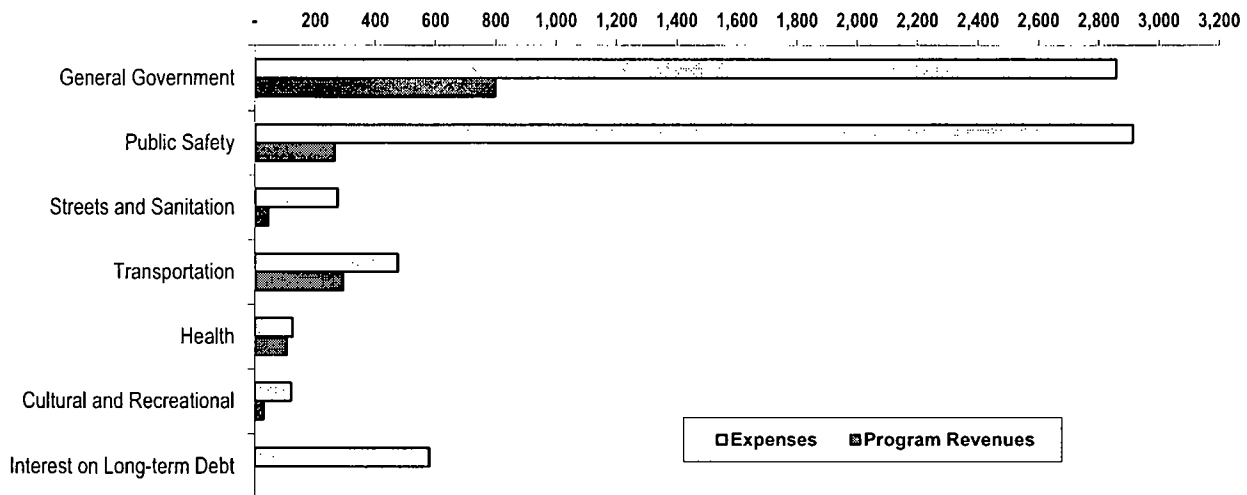 200 400 600 800 1,000 1,200 1,400 1,600 1,800 2,000 2,200 2,400 2,600 2,800 3,000 3,200
General Government
Public Safety
Streets and Sanitation
Transportation
Health
Cultural and Recreational
Expenses Program Revenues
Interest on Long-term Debt